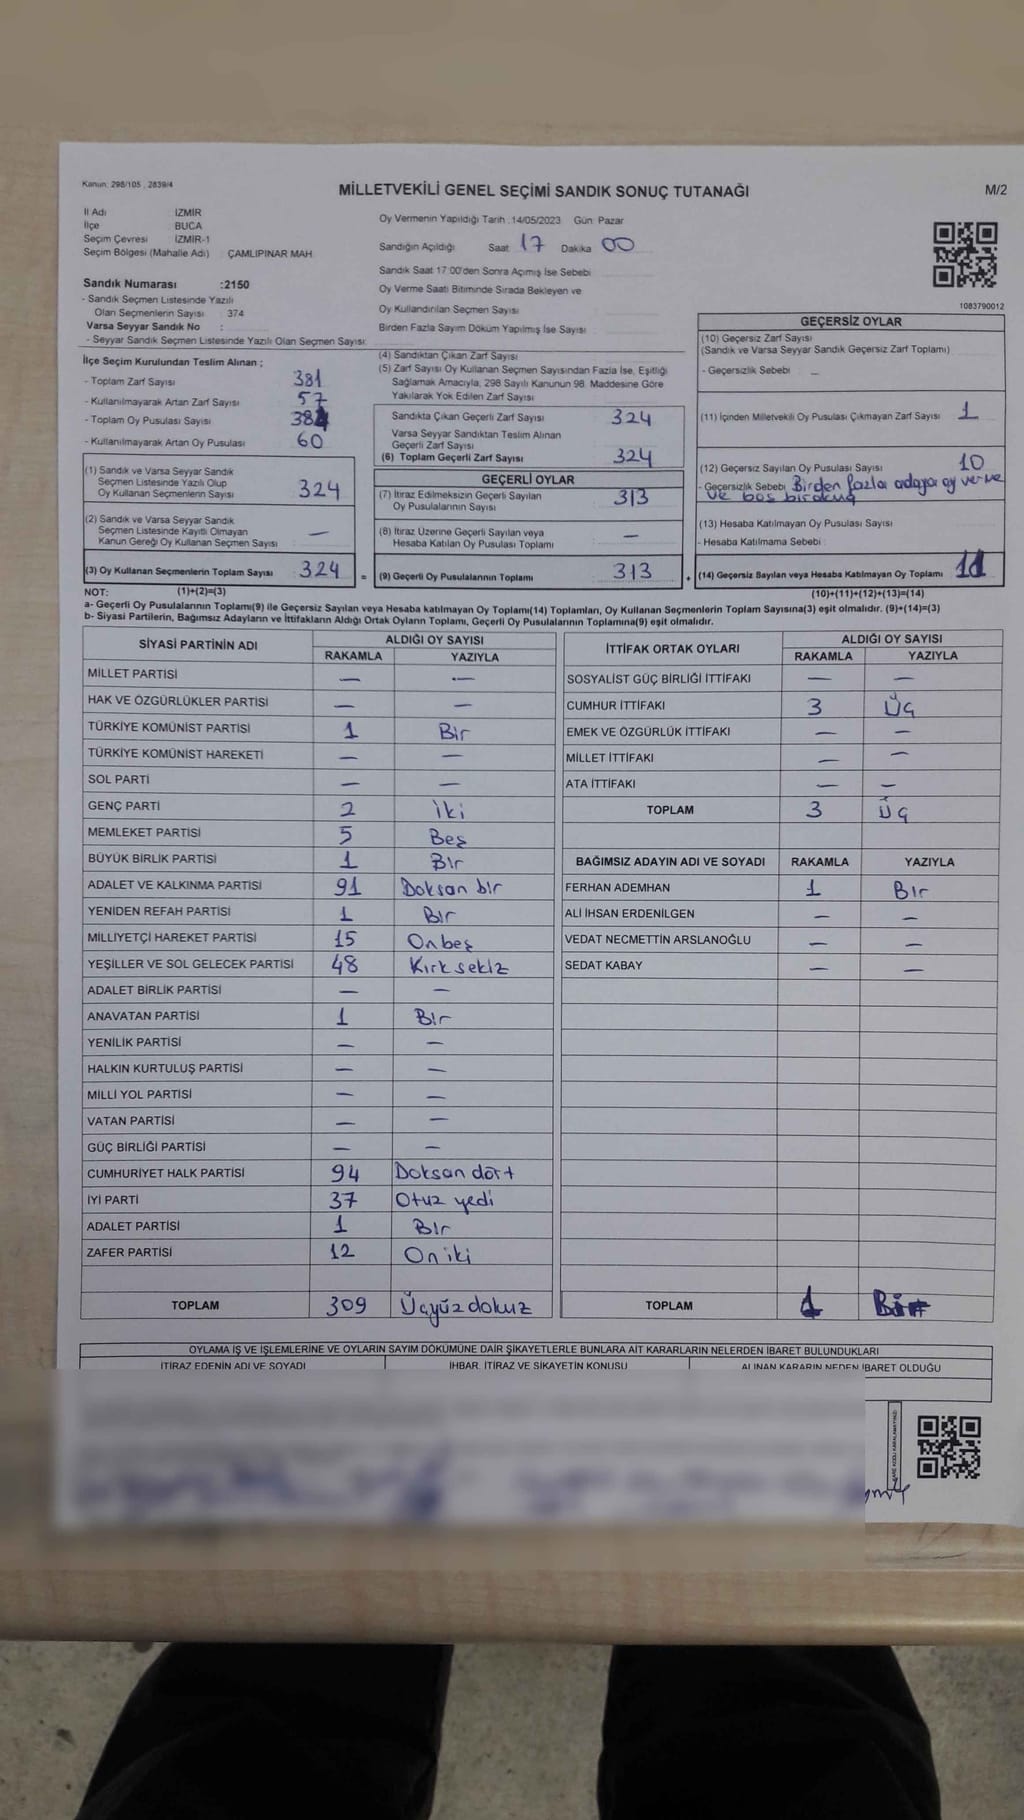 Kanun: 298/105 , 2839/4
MİLLETVEKİLİ GENEL SEÇİMİ SANDIK SONUÇ TUTANAĞI
M/2
İl Adı : İZMİR
İlçe : BUCA
Seçim Çevresi : İZMİR-1
Seçim Bölgesi (Mahalle Adı) : ÇAMLIPINAR MAH.
Oy Vermenin Yapıldığı Tarih :14/05/2023 Gün: Pazar
Sandığın Açıldığı Saat 17 Dakika 00
Sandık Saat 17:00'den Sonra Açımış İse Sebebi
Oy Verme Saati Bitiminde Sırada Bekleyen ve
Oy Kullandırılan Seçmen Sayısı
Birden Fazla Sayım Döküm Yapılmış İse Sayısı
1083790012
Sandık Numarası :2150
- Sandık Seçmen Listesinde Yazılı
Olan Seçmenlerin Sayısı : 374
Varsa Seyyar Sandık No :
- Seyyar Sandık Seçmen Listesinde Yazılı Olan Seçmen Sayısı:
İlçe Seçim Kurulundan Teslim Alınan ;
- Toplam Zarf Sayısı 381
- Kullanılmayarak Artan Zarf Sayısı 57
- Toplam Oy Pusulası Sayısı 384
- Kullanılmayarak Artan Oy Pusulası 60
(1) Sandık ve Varsa Seyyar Sandık
Seçmen Listesinde Yazılı Olup
Oy Kullanan Seçmenlerin Sayısı 324
(2) Sandık ve Varsa Seyyar Sandık
Seçmen Listesinde Kayıtlı Olmayan
Kanun Gereği Oy Kullanan Seçmen Sayısı —
(3) Oy Kullanan Seçmenlerin Toplam Sayısı 324
(4) Sandıktan Çıkan Zarf Sayısı
(5) Zarf Sayısı Oy Kullanan Seçmen Sayısından Fazla İse, Eşitliği
Sağlamak Amacıyla, 298 Sayılı Kanunun 98. Maddesine Göre
Yakılarak Yok Edilen Zarf Sayısı
Sandıkta Çıkan Geçerli Zarf Sayısı 324
Varsa Seyyar Sandıktan Teslim Alınan
Geçerli Zarf Sayısı
(6) Toplam Geçerli Zarf Sayısı 324
GEÇERLİ OYLAR
(7) İtiraz Edilmeksizin Geçerli Sayılan
Oy Pusulalarının Sayısı 313
(8) İtiraz Üzerine Geçerli Sayılan veya
Hesaba Katılan Oy Pusulası Toplamı —
= (9) Geçerli Oy Pusulalarının Toplamı 313
GEÇERSİZ OYLAR
(10) Geçersiz Zarf Sayısı
(Sandık ve Varsa Seyyar Sandık Geçersiz Zarf Toplamı)
- Geçersizlik Sebebi —
(11) İçinden Milletvekili Oy Pusulası Çıkmayan Zarf Sayısı 1
(12) Geçersiz Sayılan Oy Pusulası Sayısı 10
- Geçersizlik Sebebi Birden fazla adaya oy verme
ve boş bırakma
(13) Hesaba Katılmayan Oy Pusulası Sayısı
- Hesaba Katılmama Sebebi :
+ (14) Geçersiz Sayılan veya Hesaba Katılmayan Oy Toplamı 11
NOT: (1)+(2)=(3) (10)+(11)+(12)+(13)=(14)
a- Geçerli Oy Pusulalarının Toplamı(9) ile Geçersiz Sayılan veya Hesaba katılmayan Oy Toplamı(14) Toplamları, Oy Kullanan Seçmenlerin Toplam Sayısına(3) eşit olmalıdır. (9)+(14)=(3)
b- Siyasi Partilerin, Bağımsız Adayların ve İttifakların Aldığı Ortak Oyların Toplamı, Geçerli Oy Pusulalarının Toplamına(9) eşit olmalıdır.
SİYASİ PARTİNİN ADI ALDIĞI OY SAYISI
RAKAMLA YAZIYLA
MİLLET PARTİSİ — —
HAK VE ÖZGÜRLÜKLER PARTİSİ — —
TÜRKİYE KOMÜNİST PARTİSİ 1 Bir
TÜRKİYE KOMÜNİST HAREKETİ — —
SOL PARTİ — —
GENÇ PARTİ 2 İki
MEMLEKET PARTİSİ 5 Beş
BÜYÜK BİRLİK PARTİSİ 1 Bir
ADALET VE KALKINMA PARTİSİ 91 Doksan bir
YENİDEN REFAH PARTİSİ 1 Bir
MİLLİYETÇİ HAREKET PARTİSİ 15 Onbeş
YEŞİLLER VE SOL GELECEK PARTİSİ 48 Kırk sekiz
ADALET BİRLİK PARTİSİ — —
ANAVATAN PARTİSİ 1 Bir
YENİLİK PARTİSİ — —
HALKIN KURTULUŞ PARTİSİ — —
MİLLİ YOL PARTİSİ — —
VATAN PARTİSİ — —
GÜÇ BİRLİĞİ PARTİSİ — —
CUMHURİYET HALK PARTİSİ 94 Doksan dört
İYİ PARTİ 37 Otuz yedi
ADALET PARTİSİ 1 Bir
ZAFER PARTİSİ 12 On iki
TOPLAM 309 Üçyüz dokuz
İTTİFAK ORTAK OYLARI ALDIĞI OY SAYISI
RAKAMLA YAZIYLA
SOSYALİST GÜÇ BİRLİĞİ İTTİFAKI — —
CUMHUR İTTİFAKI 3 Üç
EMEK VE ÖZGÜRLÜK İTTİFAKI — —
MİLLET İTTİFAKI — —
ATA İTTİFAKI — —
TOPLAM 3 Üç
BAĞIMSIZ ADAYIN ADI VE SOYADI RAKAMLA YAZIYLA
FERHAN ADEMHAN 1 Bir
ALİ İHSAN ERDENİLGEN — —
VEDAT NECMETTİN ARSLANOĞLU — —
SEDAT KABAY — —
TOPLAM 1 Bir
OYLAMA İŞ VE İŞLEMLERİNE VE OYLARIN SAYIM DÖKÜMÜNE DAİR ŞİKAYETLERLE BUNLARA AİT KARARLARIN NELERDEN İBARET BULUNDUKLARI
İTİRAZ EDENİN ADI VE SOYADI İHBAR, İTİRAZ VE ŞİKAYETİN KONUSU ALINAN KARARIN NEDEN İBARET OLDUĞU